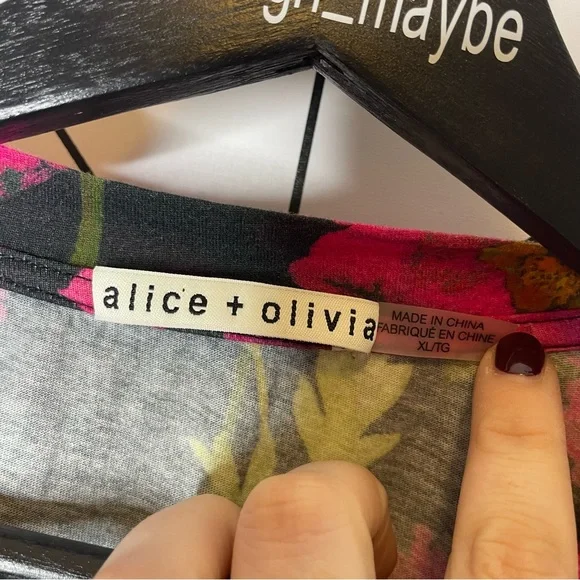 gh_maybe
alice + olivia
MADE IN CHINA
FABRIQUÉ EN CHINE
XL/TG